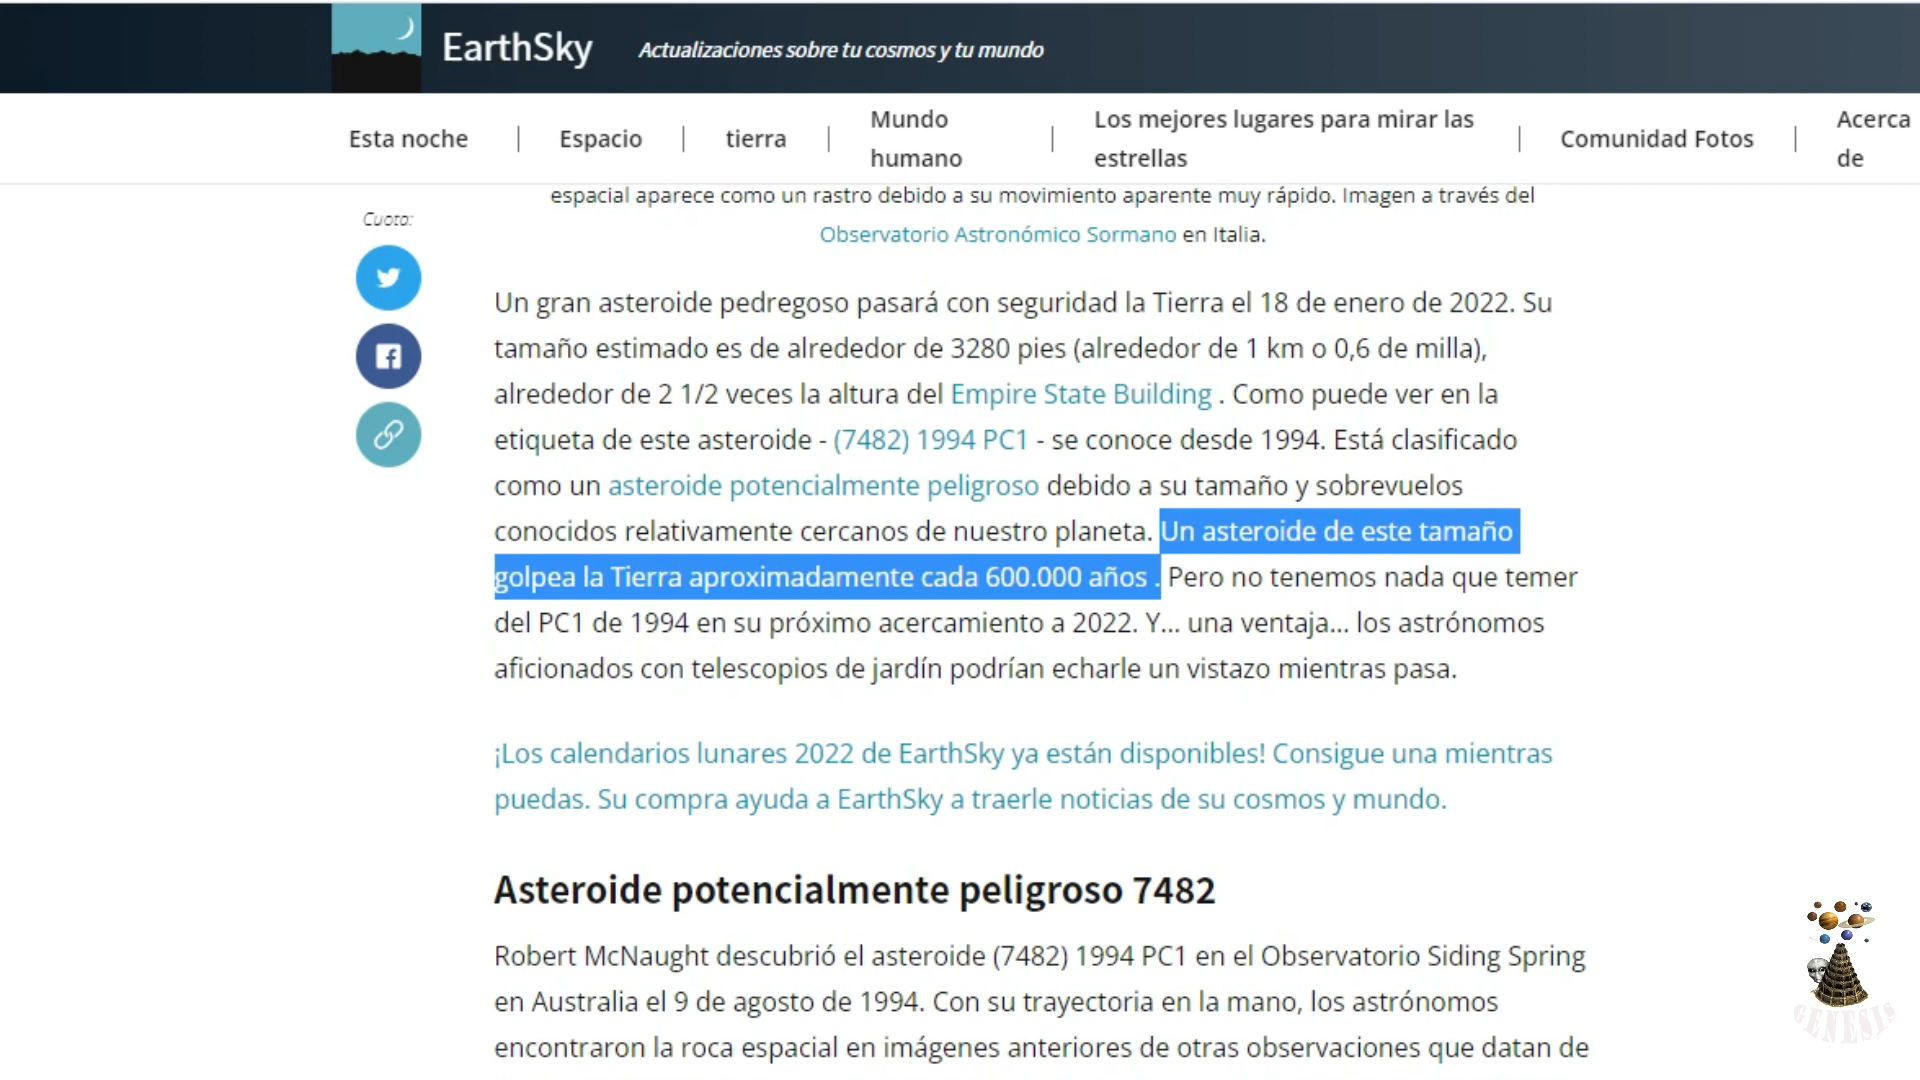 EarthSky
Actualizaciones sobre tu cosmos y tu mundo
Esta noche
Espacio
tierra
Mundo
humano
Los mejores lugares para mirar las
estrellas
Comunidad Fotos
Acerca
de
Cuota:
espacial aparece como un rastro debido a su movimiento aparente muy rápido. Imagen a través del
Observatorio Astronómico Sormano en Italia.
Un gran asteroide pedregoso pasará con seguridad la Tierra el 18 de enero de 2022. Su
tamaño estimado es de alrededor de 3280 pies (alrededor de 1 km o 0,6 de milla),
alrededor de 2 1/2 veces la altura del Empire State Building . Como puede ver en la
etiqueta de este asteroide - (7482) 1994 PC1 - se conoce desde 1994. Está clasificado
como un asteroide potencialmente peligroso debido a su tamaño y sobrevuelos
conocidos relativamente cercanos de nuestro planeta. Un asteroide de este tamaño
golpea la Tierra aproximadamente cada 600.000 años . Pero no tenemos nada que temer
del PC1 de 1994 en su próximo acercamiento a 2022. Y... una ventaja... los astrónomos
aficionados con telescopios de jardín podrían echarle un vistazo mientras pasa.
¡Los calendarios lunares 2022 de EarthSky ya están disponibles! Consigue una mientras
puedas. Su compra ayuda a EarthSky a traerle noticias de su cosmos y mundo.
Asteroide potencialmente peligroso 7482
Robert McNaught descubrió el asteroide (7482) 1994 PC1 en el Observatorio Siding Spring
en Australia el 9 de agosto de 1994. Con su trayectoria en la mano, los astrónomos
encontraron la roca espacial en imágenes anteriores de otras observaciones que datan de
GENESIS